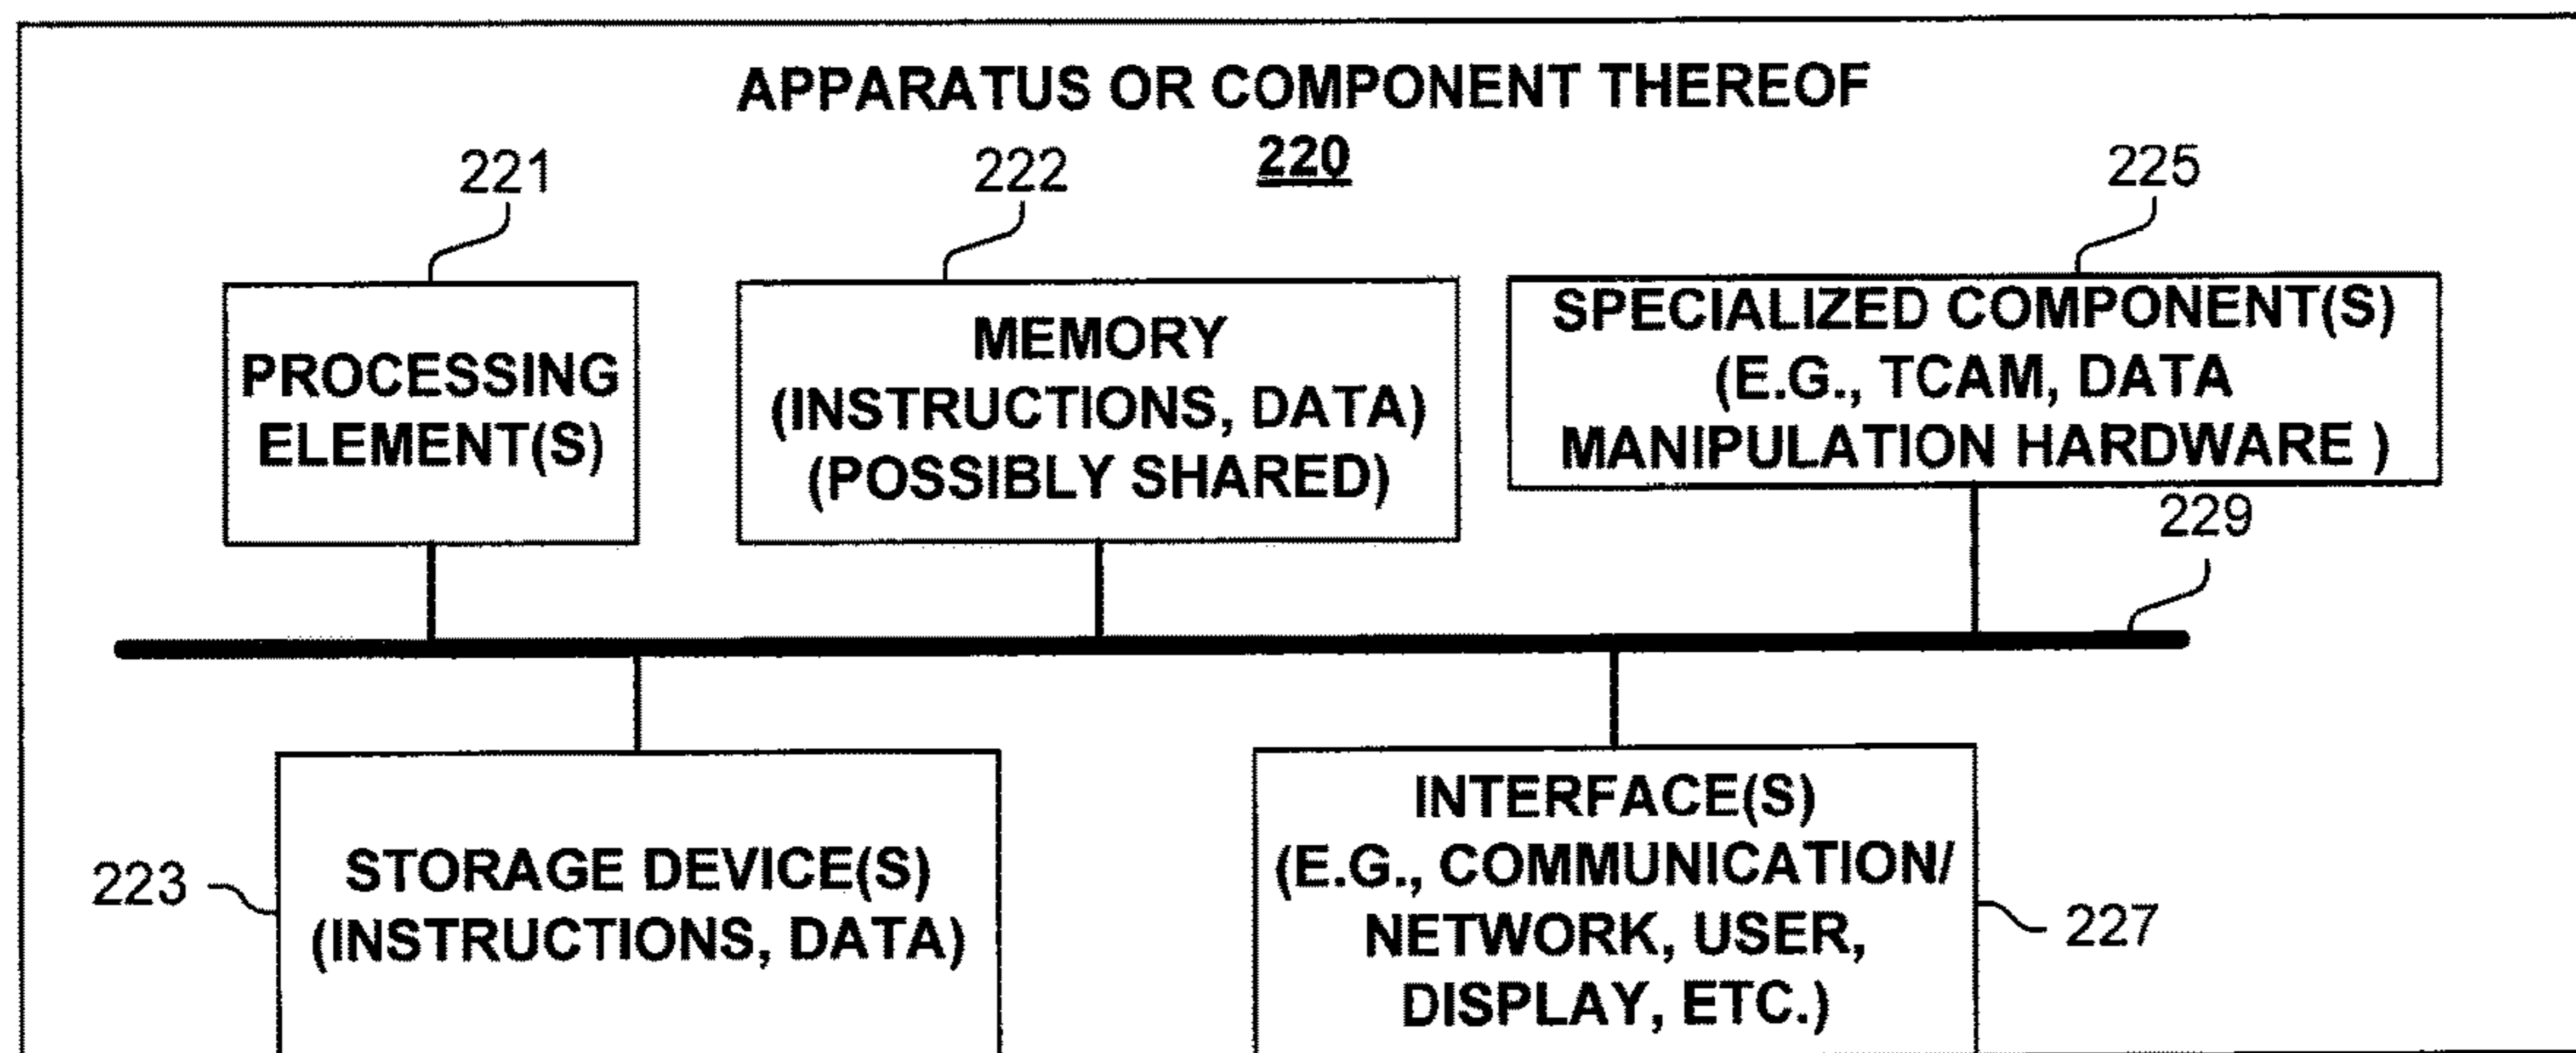 APPARATUS OR COMPONENT THEREOF
220
221
222
225
PROCESSING
ELEMENT(S)
MEMORY
(INSTRUCTIONS, DATA)
(POSSIBLY SHARED)
SPECIALIZED COMPONENT(S)
(E.G., TCAM, DATA
MANIPULATION HARDWARE )
229
223
STORAGE DEVICE(S)
(INSTRUCTIONS, DATA)
INTERFACE(S)
(E.G., COMMUNICATION/
NETWORK, USER,
DISPLAY, ETC.)
227